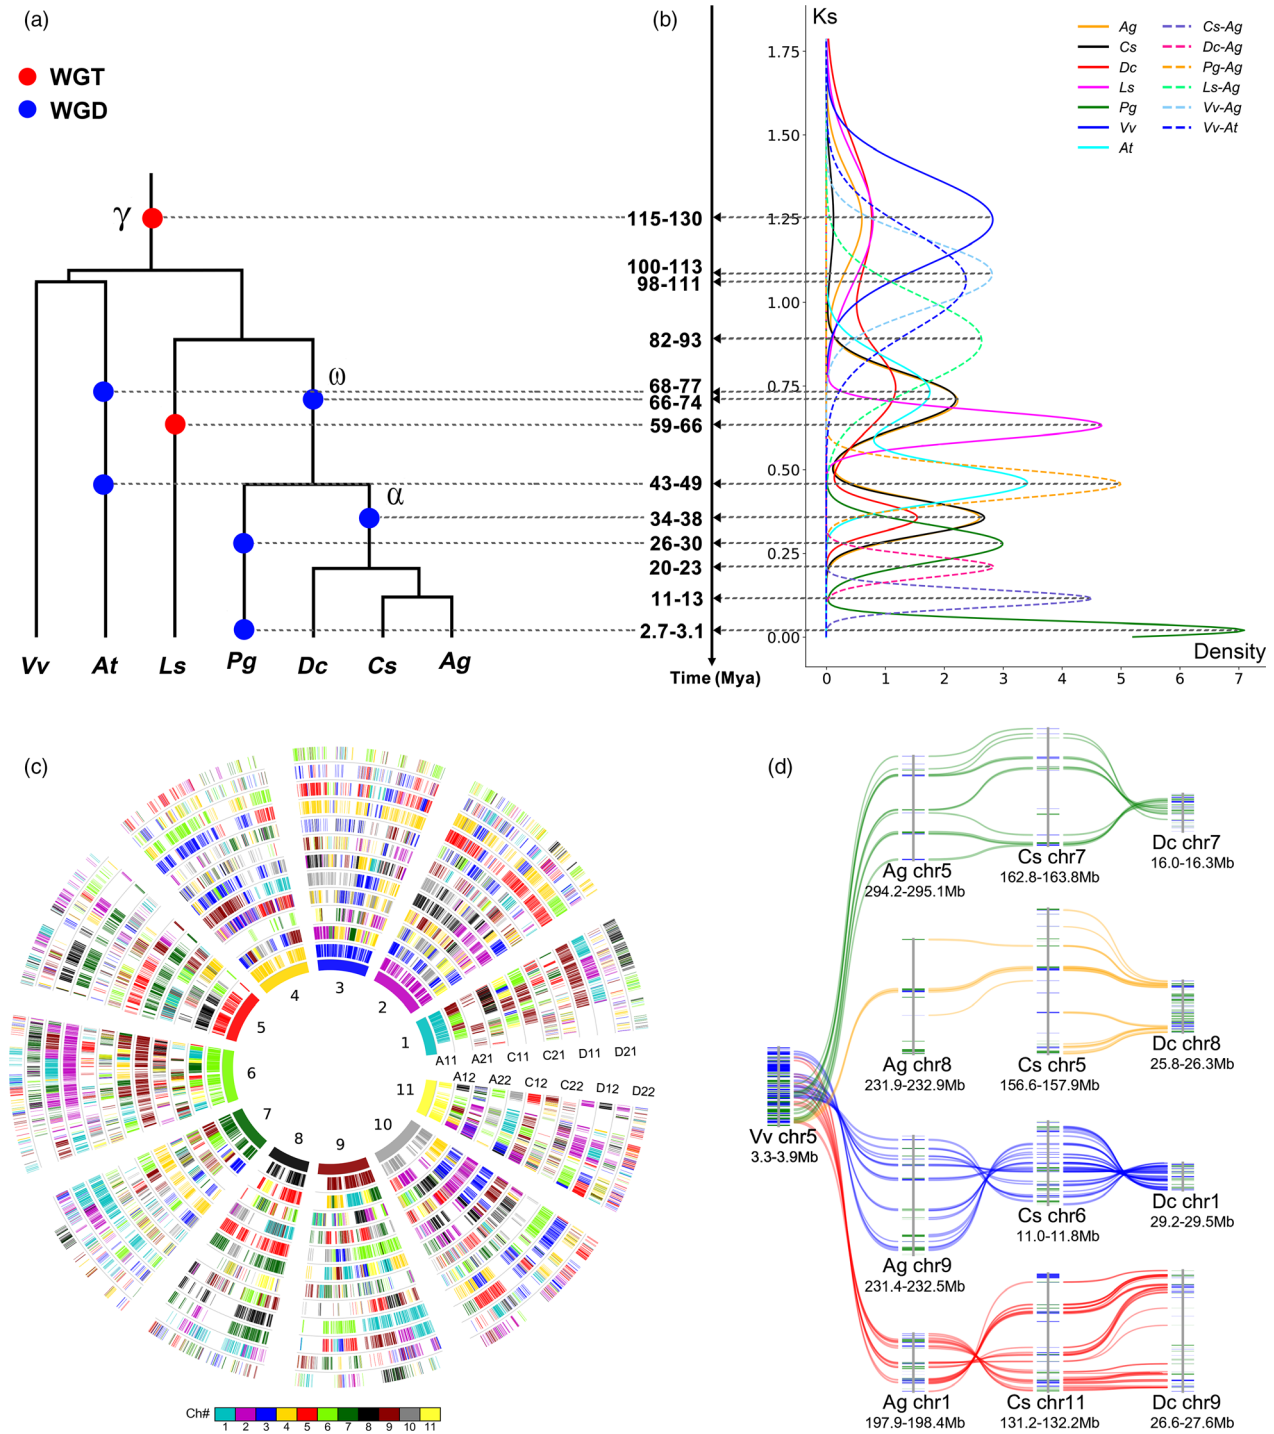 (a)
WGT
WGD
γ
ω
α
Vv At Ls Pg Dc Cs Ag
(b)
115-130
100-113
98-111
82-93
68-77
66-74
59-66
43-49
34-38
26-30
20-23
11-13
2.7-3.1
Time (Mya)
Ks
1.75
1.50
1.25
1.00
0.75
0.50
0.25
0.00
0 1 2 3 4 5 6 7
Density
Ag
Cs
Dc
Ls
Pg
Vv
At
Cs-Ag
Dc-Ag
Pg-Ag
Ls-Ag
Vv-Ag
Vv-At
(c)
1
2
3
4
5
6
7
8
9
10
11
A11 A21 C11 C21 D11 D21
A12 A22 C12 C22 D12 D22
Ch#
1 2 3 4 5 6 7 8 9 10 11
(d)
Vv chr5
3.3-3.9Mb
Ag chr5
294.2-295.1Mb
Cs chr7
162.8-163.8Mb
Dc chr7
16.0-16.3Mb
Ag chr8
231.9-232.9Mb
Cs chr5
156.6-157.9Mb
Dc chr8
25.8-26.3Mb
Ag chr9
231.4-232.5Mb
Cs chr6
11.0-11.8Mb
Dc chr1
29.2-29.5Mb
Ag chr1
197.9-198.4Mb
Cs chr11
131.2-132.2Mb
Dc chr9
26.6-27.6Mb